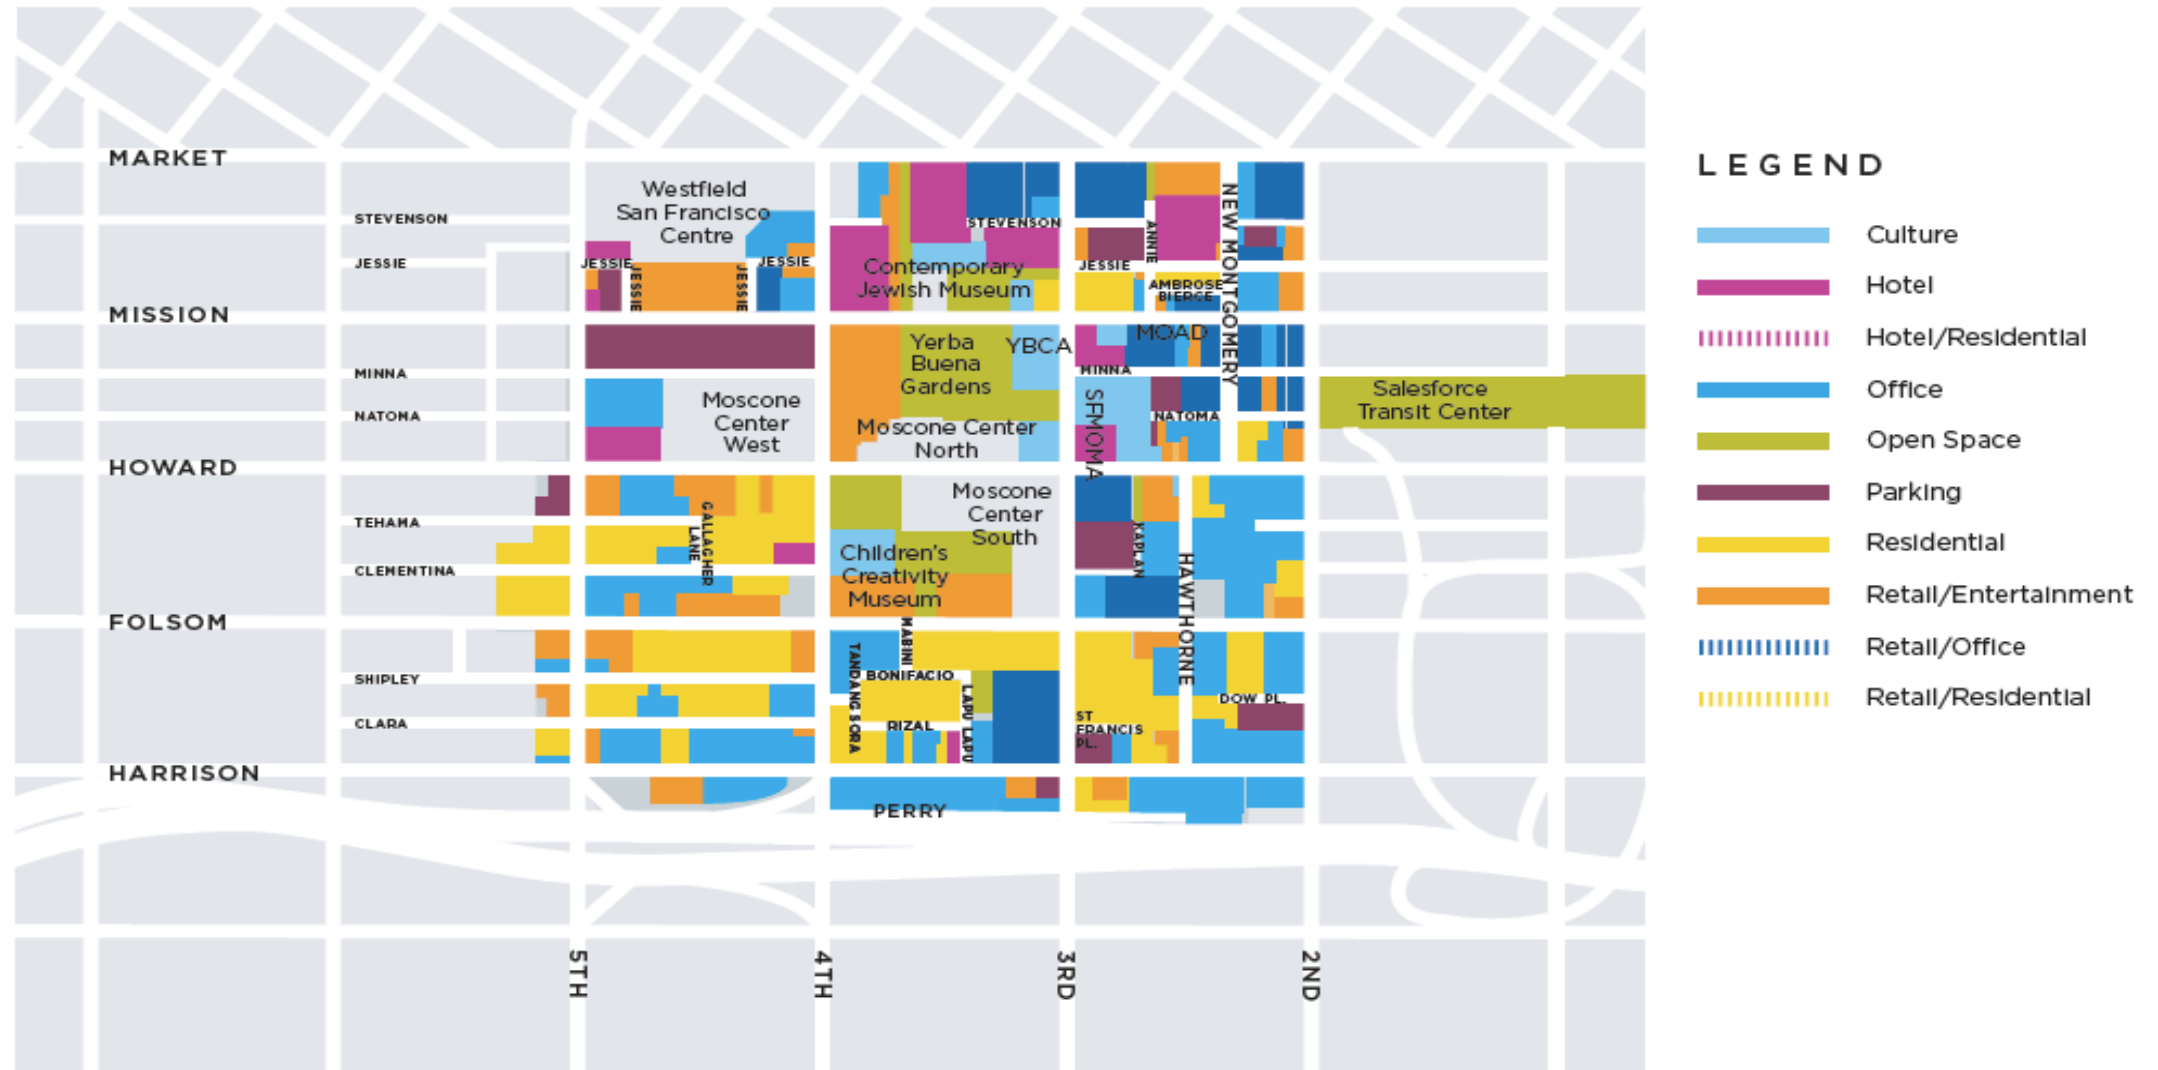 MARKET
STEVENSON
JESSIE
MISSION
MINNA
NATOMA
HOWARD
TEHAMA
CLEMENTINA
FOLSOM
SHIPLEY
CLARA
HARRISON
Westfield
San Francisco
Centre
JESSIE
JESSIE
JESSIE
JESSIE
STEVENSON
Contemporary
Jewish Museum
ANNIE
JESSIE
AMBROSE
BIERCE
NEW MONTGOMERY
Yerba
Buena
Gardens
YBCA
MOAD
MINNA
Moscone
Center
West
Moscone Center
North
SFMOMA
NATOMA
Salesforce
Transit Center
GALLAGHER
LANE
Moscone
Center
South
Children's
Creativity
Museum
KAPLAN
HAWTHORNE
MABINI
TANDANG SORA
BONIFACIO
LAPU LAPU
RIZAL
ST
FRANCIS
PL.
DOW PL.
PERRY
5TH
4TH
3RD
2ND
LEGEND
Culture
Hotel
Hotel/Residential
Office
Open Space
Parking
Residential
Retail/Entertainment
Retail/Office
Retail/Residential